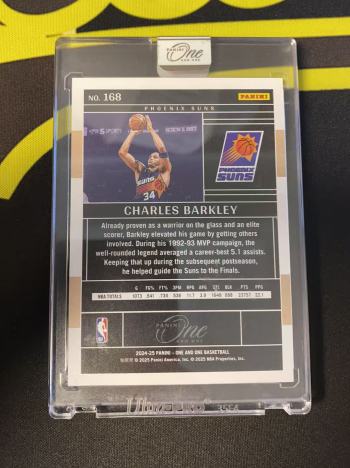 PANINI
One
AND ONE
NO. 168
PANINI
PHOENIX SUNS
34
PHOENIX
SUNS
CHARLES BARKLEY
Already proven as a warrior on the glass and an elite
scorer, Barkley elevated his game by getting others
involved. During his 1992-93 MVP campaign, the
well-rounded legend averaged a career-best 5.1 assists.
Keeping that up during the subsequent postseason,
he helped guide the Suns to the Finals.
G FG% FT% RPG APG STL BLK PTS PPG
NBA TOTALS 1073 .541 .735 11.7 3.9 1648 888 23757 22.1
PANINI
One
AND ONE
2024-25 PANINI - ONE AND ONE BASKETBALL
© 2025 Panini America, Inc. © 2025 NBA Properties, Inc.